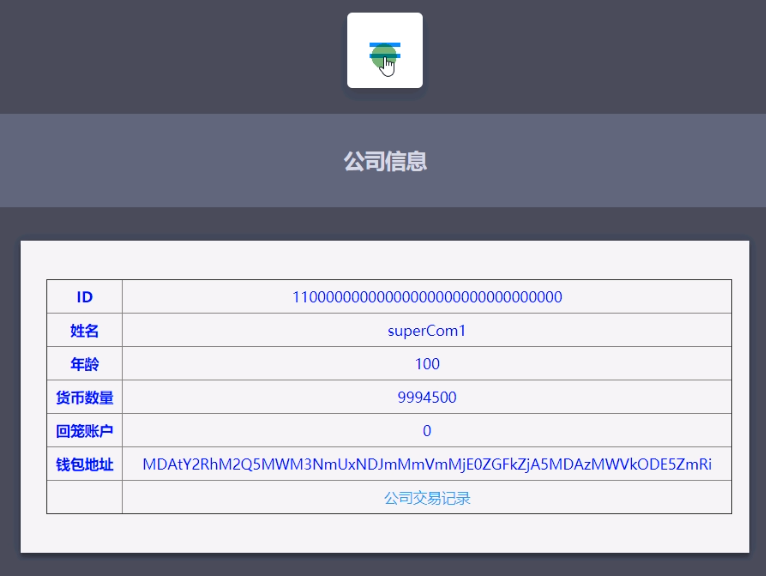 公司信息
ID 11000000000000000000000000000000
姓名 superCom1
年龄 100
货币数量 9994500
回笼账户 0
钱包地址 MDAtY2RhM2Q5MWM3NmUxNDJmMmVmMjE0ZGFkZjA5MDAzMWVkODE5ZmRi
公司交易记录